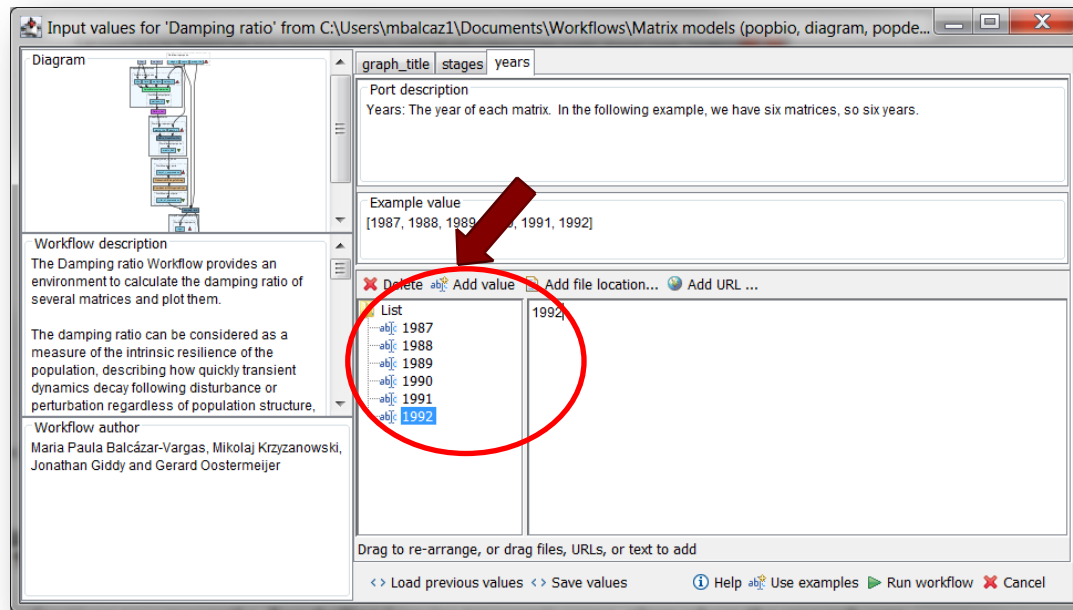 Input values for 'Damping ratio' from C:\Users\mbalcaz1\Documents\Workflows\Matrix models (popbio, diagram, popde...
Diagram
Workflow description
The Damping ratio Workflow provides an
environment to calculate the damping ratio of
several matrices and plot them.
The damping ratio can be considered as a
measure of the intrinsic resilience of the
population, describing how quickly transient
dynamics decay following disturbance or
perturbation regardless of population structure,
Workflow author
Maria Paula Balcázar-Vargas, Mikolaj Krzyzanowski,
Jonathan Giddy and Gerard Oostermeijer
graph_title stages years
Port description
Years: The year of each matrix. In the following example, we have six matrices, so six years.
Example value
[1987, 1988, 1989, 1991, 1992]
Delete Add value Add file location... Add URL ...
List
1987
1988
1989
1990
1991
1992
1992
Drag to re-arrange, or drag files, URLs, or text to add
Load previous values Save values Help Use examples Run workflow Cancel